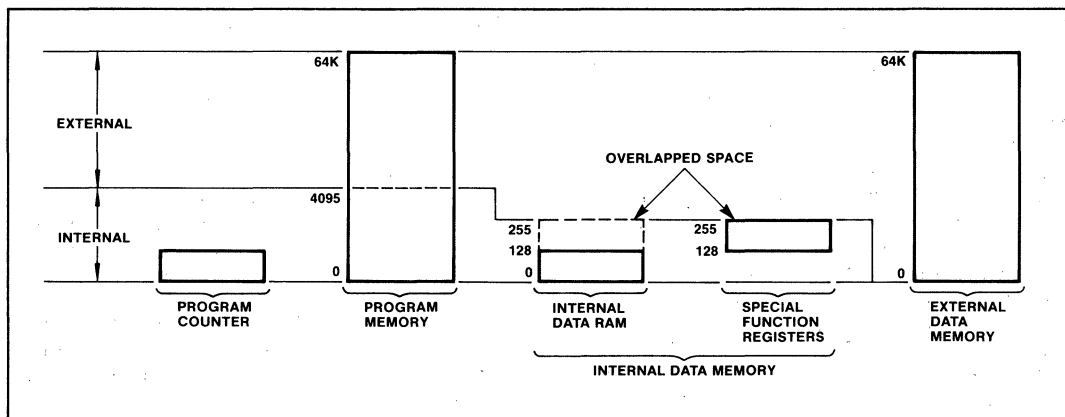 64K
64K
EXTERNAL
OVERLAPPED SPACE
4095
INTERNAL
255
128
0
255
128
0
0
PROGRAM
COUNTER
PROGRAM
MEMORY
INTERNAL
DATA RAM
SPECIAL
FUNCTION
REGISTERS
EXTERNAL
DATA
MEMORY
INTERNAL DATA MEMORY